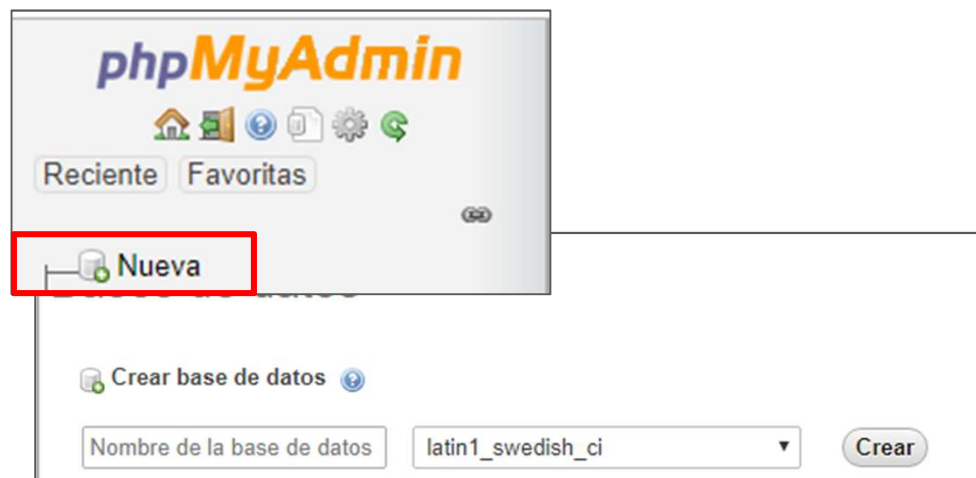 phpMyAdmin
Reciente Favoritas
Nueva
Crear base de datos
Nombre de la base de datos latin1_swedish_ci Crear